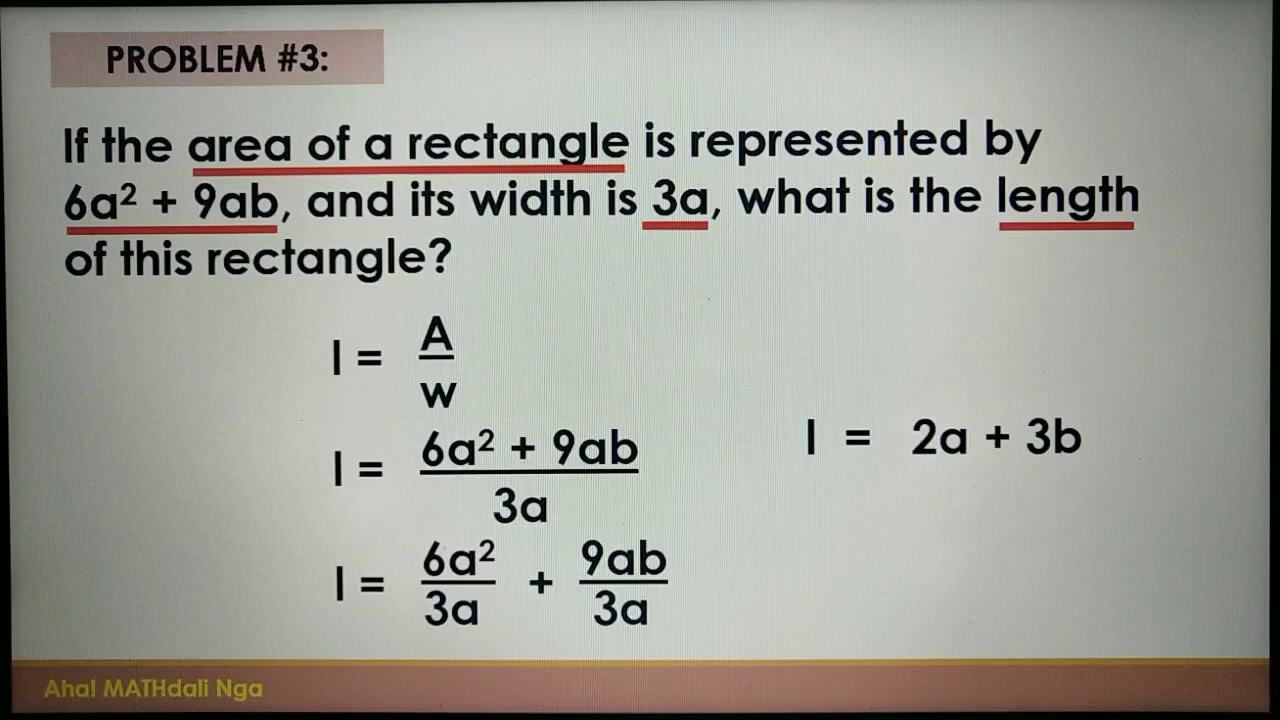 PROBLEM #3:
If the area of a rectangle is represented by
6a² + 9ab, and its width is 3a, what is the length
of this rectangle?
l = A
w
l = 6a² + 9ab
3a
l = 2a + 3b
l = 6a² + 9ab
3a 3a
Aha! MATHdali Nga